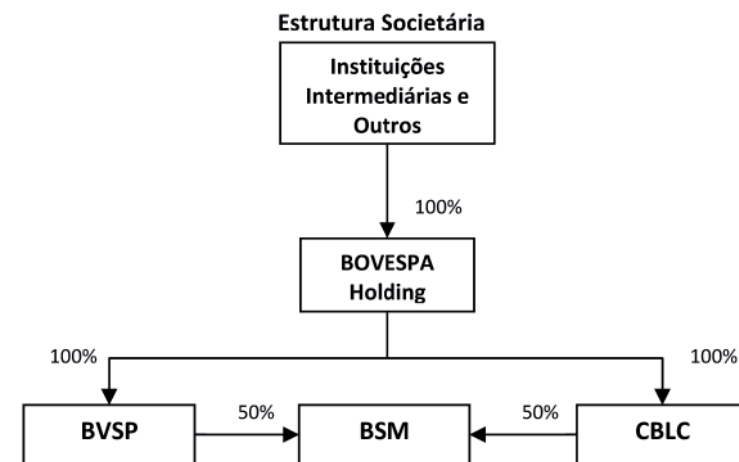 Estrutura Societária
Instituições
Intermediárias e
Outros
100%
BOVESPA
Holding
100%
100%
BVSP
50%
BSM
50%
CBLC